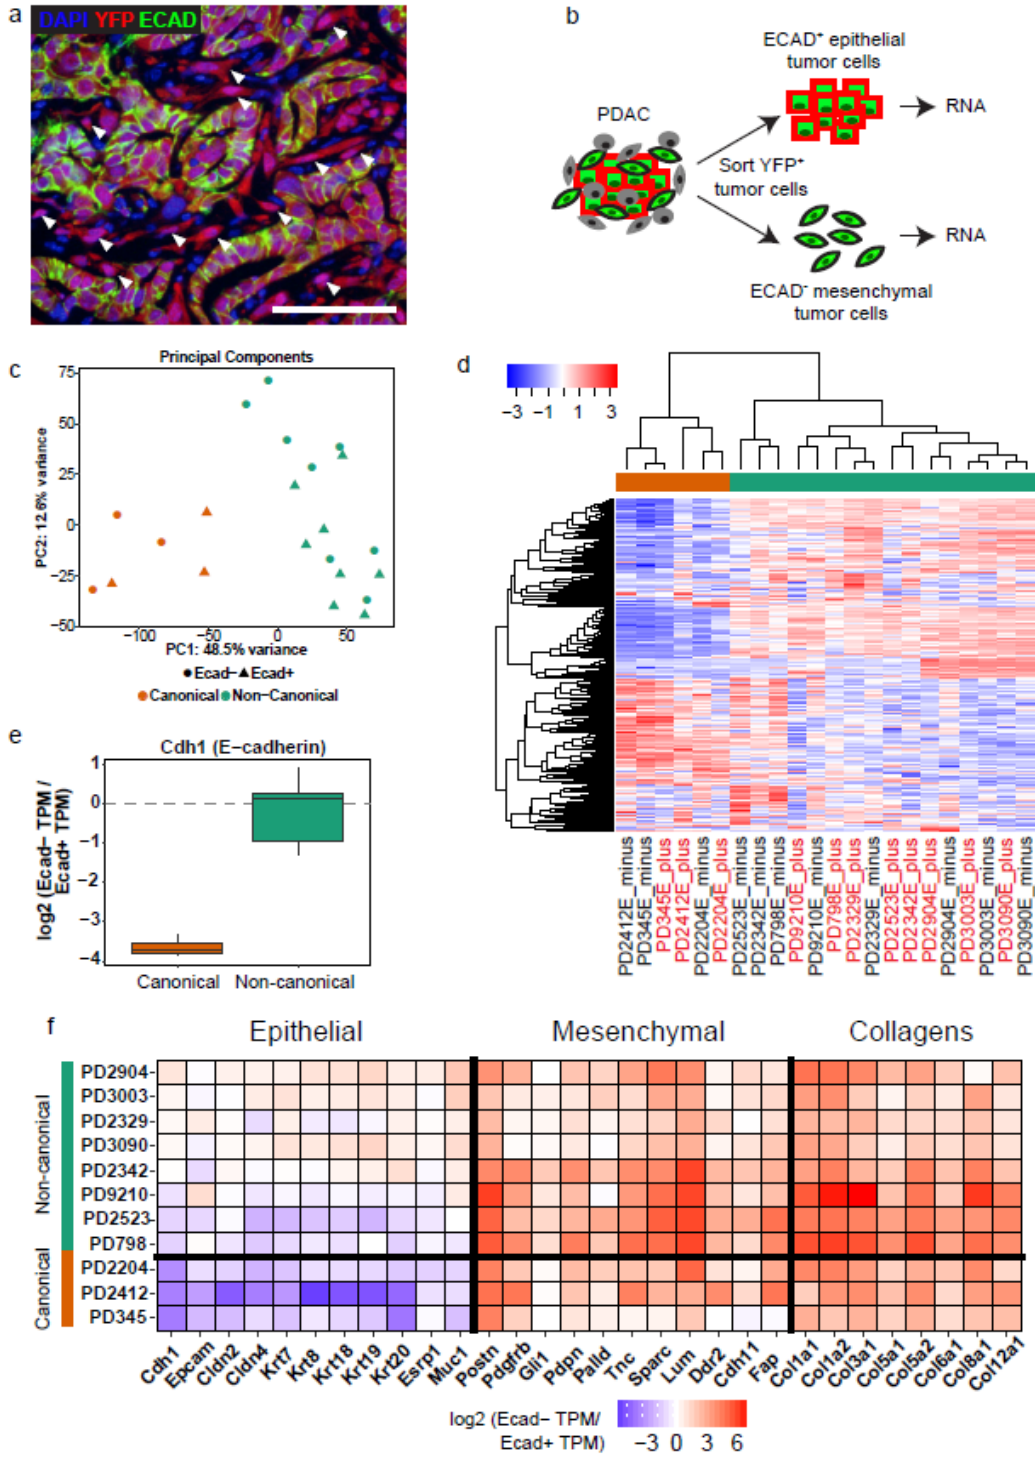 a
DAPI YFP ECAD
b
ECAD+ epithelial
tumor cells
PDAC
RNA
Sort YFP+
tumor cells
RNA
ECAD- mesenchymal
tumor cells
c
Principal Components
75
50
25
0
−25
−50
PC2: 12.6% variance
−100
−50
0
50
PC1: 48.5% variance
Ecad− Ecad+
Canonical Non−Canonical
d
−3 −1 1 3
PD2412E_minus
PD345E_minus
PD345E_plus
PD2412E_plus
PD2204E_minus
PD2204E_plus
PD2523E_minus
PD2342E_minus
PD798E_minus
PD9210E_plus
PD9210E_minus
PD798E_plus
PD2329E_plus
PD2329E_minus
PD2523E_plus
PD2342E_plus
PD2904E_plus
PD2904E_minus
PD3003E_plus
PD3003E_minus
PD3090E_plus
PD3090E_minus
e
Cdh1 (E−cadherin)
1
0
−1
−2
−3
−4
log2 (Ecad− TPM /
Ecad+ TPM)
Canonical Non−canonical
f
Epithelial Mesenchymal Collagens
Non−canonical
Canonical
PD2904
PD3003
PD2329
PD3090
PD2342
PD9210
PD2523
PD798
PD2204
PD2412
PD345
Cdh1
Epcam
Cldn2
Cldn4
Krt7
Krt8
Krt18
Krt19
Krt20
Esrp1
Muc1
Postn
Pdgfrb
Gli1
Pdpn
Palld
Tnc
Sparc
Lum
Ddr2
Cdh11
Fap
Col1a1
Col1a2
Col3a1
Col5a1
Col5a2
Col6a1
Col8a1
Col12a1
log2 (Ecad− TPM/
Ecad+ TPM)
−3 0 3 6